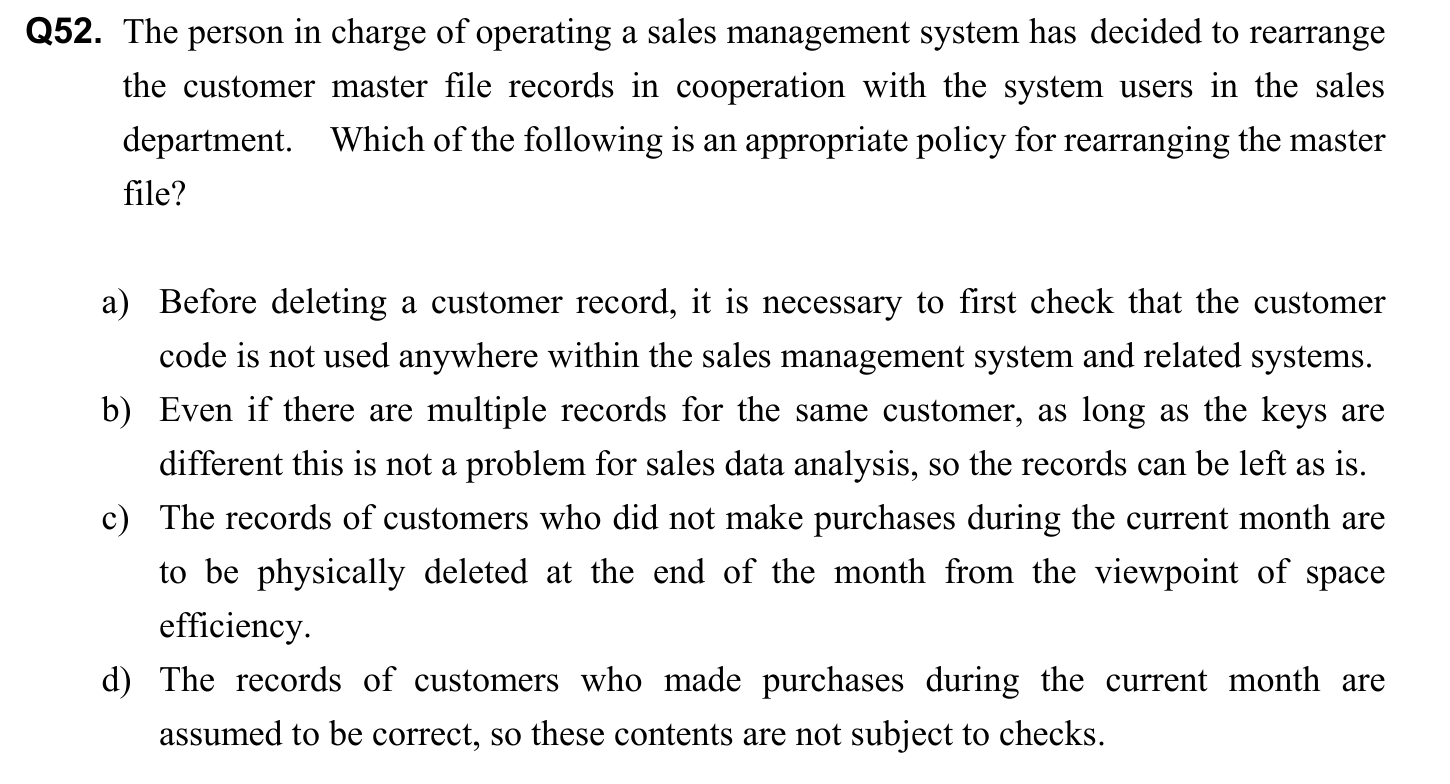 Q52. The person in charge of operating a sales management system has decided to rearrange
the customer master file records in cooperation with the system users in the sales
department. Which of the following is an appropriate policy for rearranging the master
file?
a) Before deleting a customer record, it is necessary to first check that the customer
code is not used anywhere within the sales management system and related systems.
b) Even if there are multiple records for the same customer, as long as the keys are
different this is not a problem for sales data analysis, so the records can be left as is.
c) The records of customers who did not make purchases during the current month are
to be physically deleted at the end of the month from the viewpoint of space
efficiency.
d) The records of customers who made purchases during the current month are
assumed to be correct, so these contents are not subject to checks.